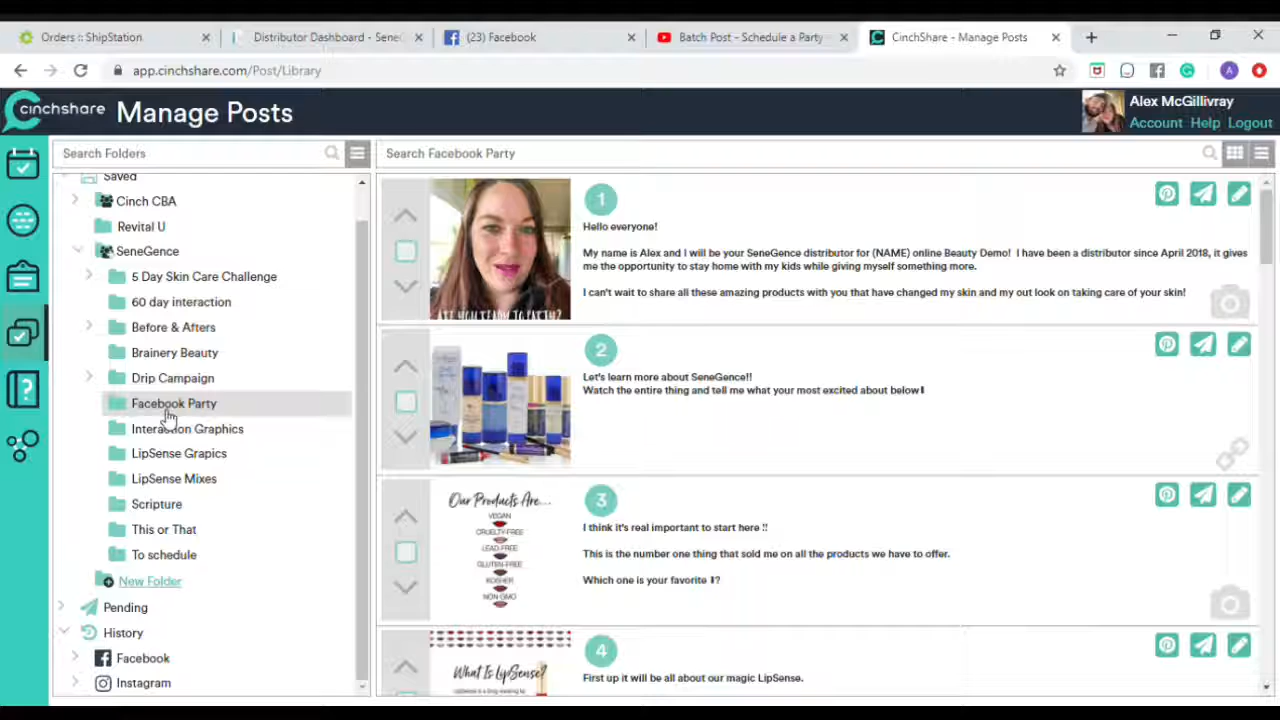 Orders :: ShipStation
Distributor Dashboard - Sene
(23) Facebook
Batch Post - Schedule a Party -
CinchShare - Manage Posts
app.cinchshare.com/Post/Library
cinchshare
Manage Posts
Alex McGillivray
Account Help Logout
Search Folders
Search Facebook Party
Saved
Cinch CBA
Revital U
SeneGence
5 Day Skin Care Challenge
60 day interaction
Before & Afters
Brainery Beauty
Drip Campaign
Facebook Party
Interaction Graphics
LipSense Grapics
LipSense Mixes
Scripture
This or That
To schedule
New Folder
Pending
History
Facebook
Instagram
1
Hello everyone!
My name is Alex and I will be your SeneGence distributor for (NAME) online Beauty Demo! I have been a distributor since April 2018, it gives
me the opportunity to stay home with my kids while giving myself something more.
I can't wait to share all these amazing products with you that have changed my skin and my out look on taking care of your skin!
ARE YOU READY TO PARTY?
2
Let's learn more about SeneGence!!
Watch the entire thing and tell me what your most excited about below⬇
3
Our Products Are...
VEGAN
CRUELTY-FREE
LEAD-FREE
GLUTEN-FREE
KOSHER
NON-GMO
I think it's real important to start here !!
This is the number one thing that sold me on all the products we have to offer.
Which one is your favorite ⬇?
4
What Is LipSense?
First up it will be all about our magic LipSense.